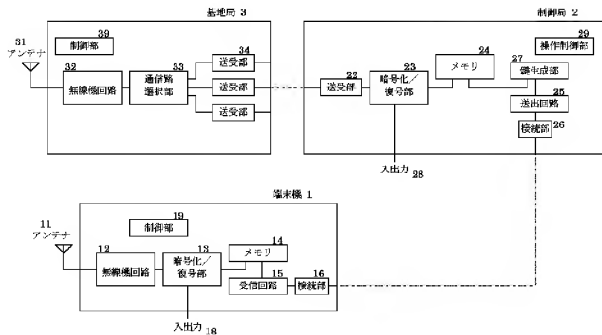 基地局 3
31
アンテナ
39
制御部
32
無線機回路
33
通信路
選択部
34
送受部
送受部
送受部
制御局 2
29
操作制御部
22
送受部
23
暗号化／
復号部
24
メモリ
27
鍵生成部
25
送出回路
26
接続部
入出力 28
端末機 1
11
アンテナ
19
制御部
12
無線機回路
13
暗号化／
復号部
14
メモリ
15
受信回路
16
接続部
入出力 18